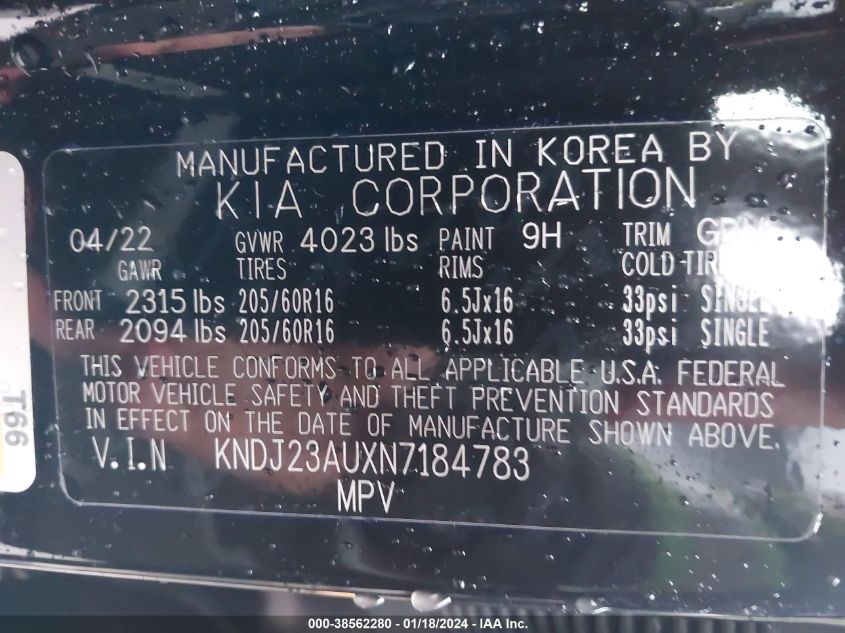 MANUFACTURED IN KOREA BY
KIA CORPORATION
04/22 GVWR 4023 lbs PAINT 9H TRIM
GAWR TIRES RIMS COLD TIRE
FRONT 2315 lbs 205/60R16 6.5Jx16 33psi SINGLE
REAR 2094 lbs 205/60R16 6.5Jx16 33psi SINGLE
THIS VEHICLE CONFORMS TO ALL APPLICABLE U.S.A. FEDERAL
MOTOR VEHICLE SAFETY AND THEFT PREVENTION STANDARDS
IN EFFECT ON THE DATE OF MANUFACTURE SHOWN ABOVE.
V.I.N KNDJ23AUXN7184783
MPV
T66
000-38562280 - 01/18/2024 - IAA Inc.